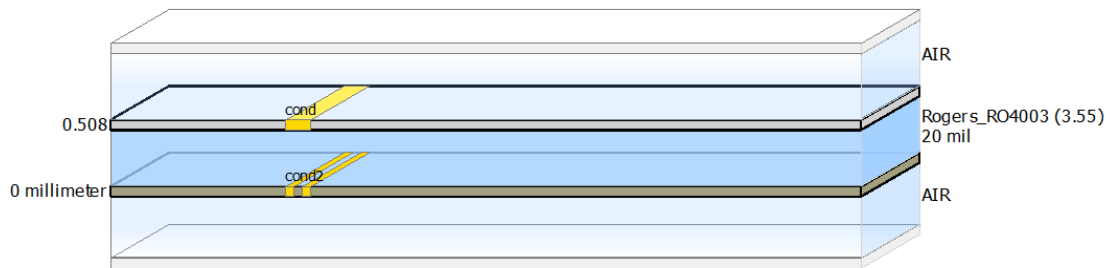 AIR
cond
0.508
Rogers_RO4003 (3.55)
20 mil
cond2
0 millimeter
AIR